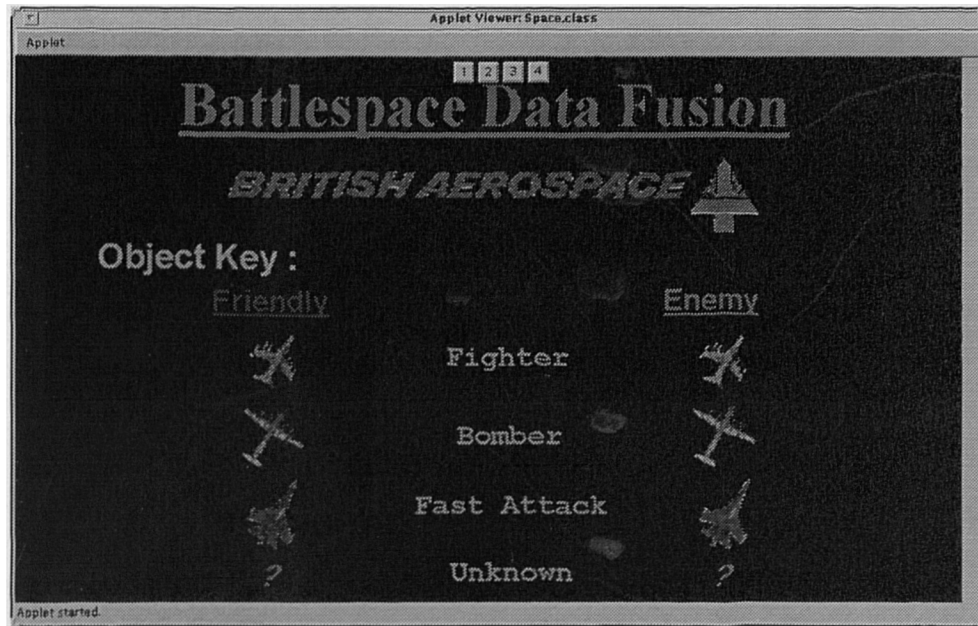 Applet Viewer: Space.class
Applet
1 2 3 4
Battlespace Data Fusion
BRITISH AEROSPACE
Object Key :
Friendly Enemy
Fighter
Bomber
Fast Attack
? Unknown ?
Applet started.